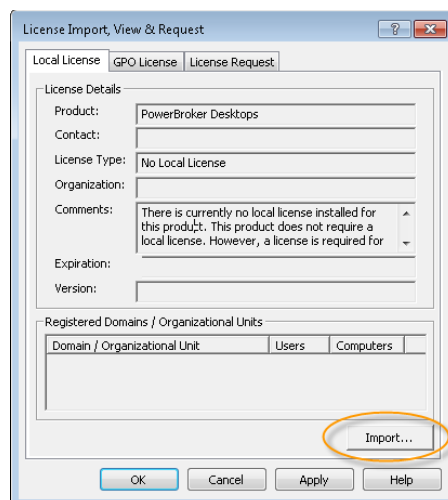 License Import, View & Request
Local License GPO License License Request
License Details
Product: PowerBroker Desktops
Contact:
License Type: No Local License
Organization:
Comments: There is currently no local license installed for
this product. This product does not require a
local license. However, a license is required for
Expiration:
Version:
Registered Domains / Organizational Units
Domain / Organizational Unit Users Computers
Import...
OK Cancel Apply Help